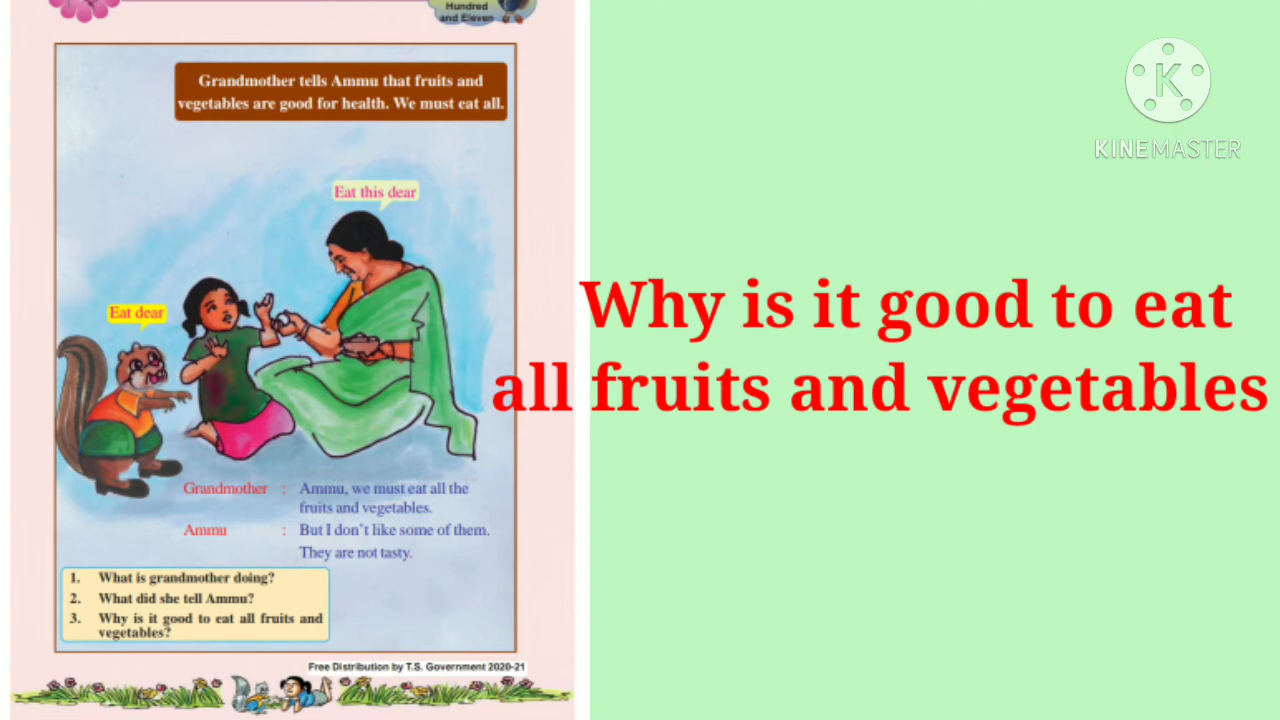 Hundred
and Eleven
Grandmother tells Ammu that fruits and
vegetables are good for health. We must eat all.
Eat this dear
Eat dear
Grandmother : Ammu, we must eat all the
fruits and vegetables.
Ammu : But I don't like some of them.
They are not tasty.
1. What is grandmother doing?
2. What did she tell Ammu?
3. Why is it good to eat all fruits and
vegetables?
Free Distribution by T.S. Government 2020-21
Why is it good to eat
all fruits and vegetables
K
KINEMASTER